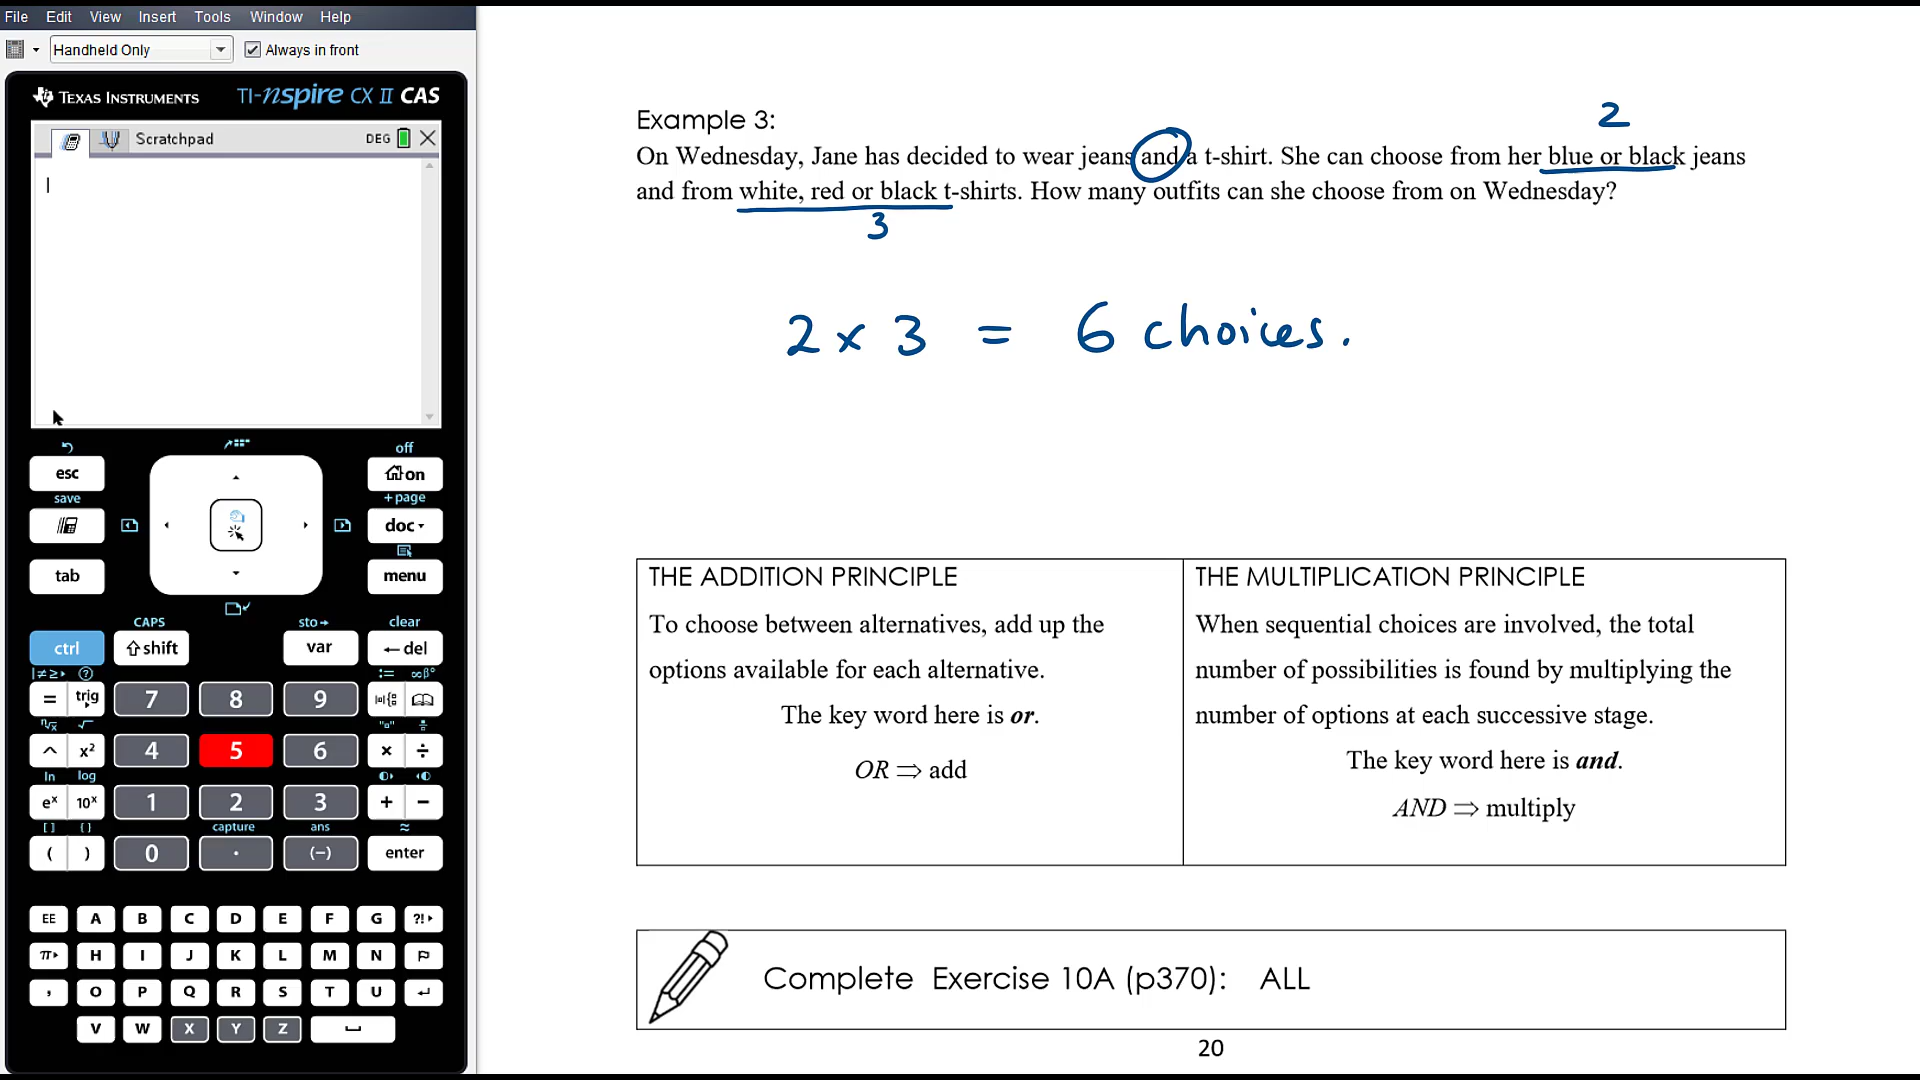 File Edit View Insert Tools Window Help
Handheld Only Always in front
TEXAS INSTRUMENTS TI-nspire CX II CAS
Scratchpad DEG
off
esc on
save + page
doc
tab menu
CAPS sto→ clear
ctrl ⇧shift var ←del
|≠≥▸ ? := ∞β°
= trig 7 8 9
ⁿ√x √
^ x² 4 5 6 × ÷
ln log
eˣ 10ˣ 1 2 3 + −
[ ] { } capture ans ≈
( ) 0 . (−) enter
EE A B C D E F G ?!▸
π▸ H I J K L M N
, O P Q R S T U ↵
V W X Y Z
Example 3:
2
On Wednesday, Jane has decided to wear jeans and a t-shirt. She can choose from her blue or black jeans
and from white, red or black t-shirts. How many outfits can she choose from on Wednesday?
3
2 × 3 = 6 choices.
THE ADDITION PRINCIPLE
To choose between alternatives, add up the
options available for each alternative.
The key word here is or.
OR ⇒ add
THE MULTIPLICATION PRINCIPLE
When sequential choices are involved, the total
number of possibilities is found by multiplying the
number of options at each successive stage.
The key word here is and.
AND ⇒ multiply
Complete Exercise 10A (p370): ALL
20